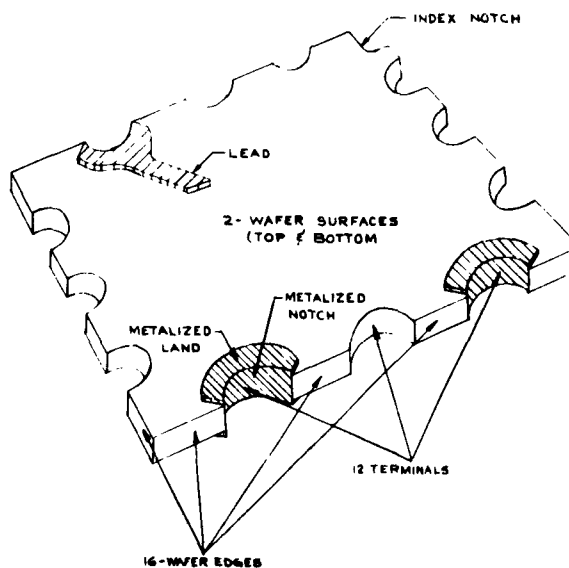 INDEX NOTCH
LEAD
2- WAFER SURFACES
(TOP & BOTTOM
METALIZED
NOTCH
METALIZED
LAND
12 TERMINALS
16-WAFER EDGES